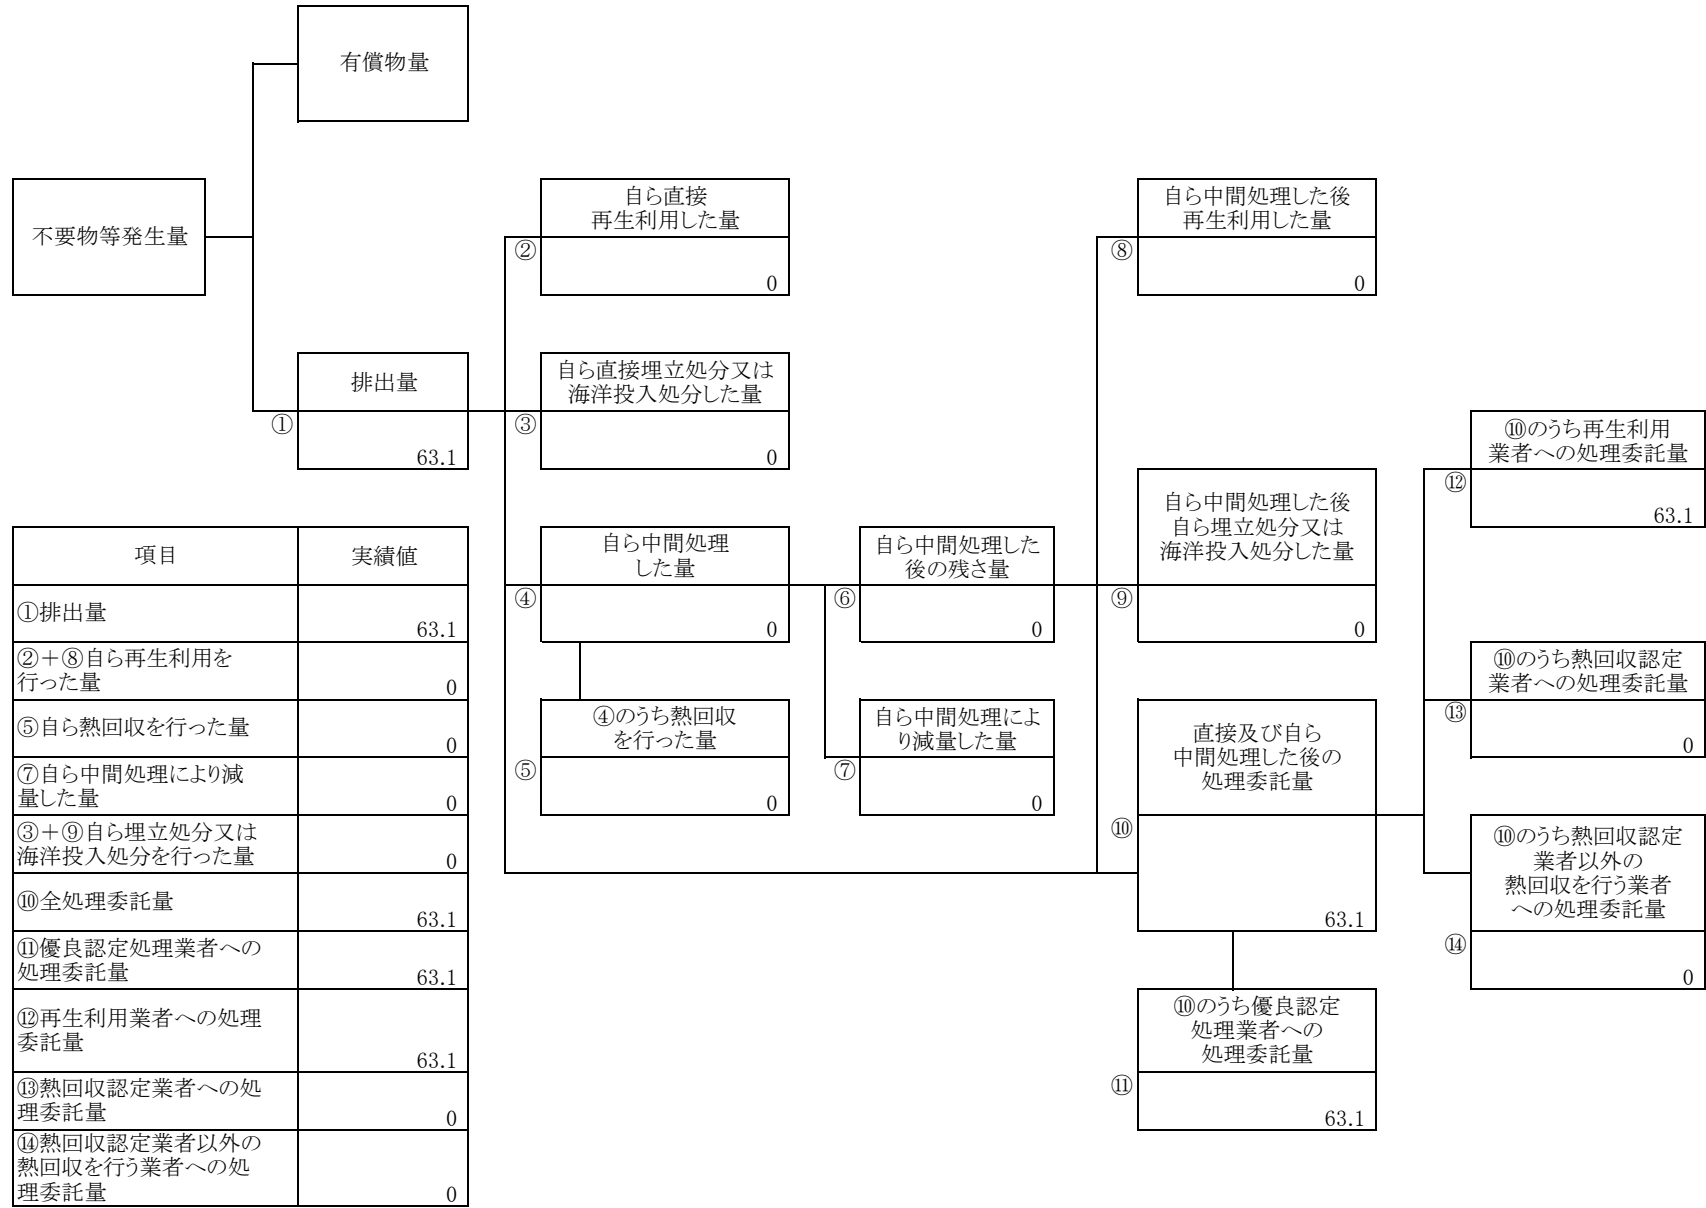 有償物量
不要物等発生量
自ら直接
再生利用した量
②
0
自ら中間処理した後
再生利用した量
⑧
0
排出量
①
63.1
自ら直接埋立処分又は
海洋投入処分した量
③
0
⑩のうち再生利用
業者への処理委託量
⑫
63.1
自ら中間処理
した量
④
0
自ら中間処理した
後の残さ量
⑥
0
自ら中間処理した後
自ら埋立処分又は
海洋投入処分した量
⑨
0
⑩のうち熱回収認定
業者への処理委託量
⑬
0
④のうち熱回収
を行った量
⑤
0
自ら中間処理によ
り減量した量
⑦
0
直接及び自ら
中間処理した後の
処理委託量
⑩
63.1
⑩のうち熱回収認定
業者以外の
熱回収を行う業者
への処理委託量
⑭
0
⑩のうち優良認定
処理業者への
処理委託量
⑪
63.1
項目 実績値
①排出量
63.1
②＋⑧自ら再生利用を
行った量
0
⑤自ら熱回収を行った量
0
⑦自ら中間処理により減
量した量
0
③＋⑨自ら埋立処分又は
海洋投入処分を行った量
0
⑩全処理委託量
63.1
⑪優良認定処理業者への
処理委託量
63.1
⑫再生利用業者への処理
委託量
63.1
⑬熱回収認定業者への処
理委託量
0
⑭熱回収認定業者以外の
熱回収を行う業者への処
理委託量
0